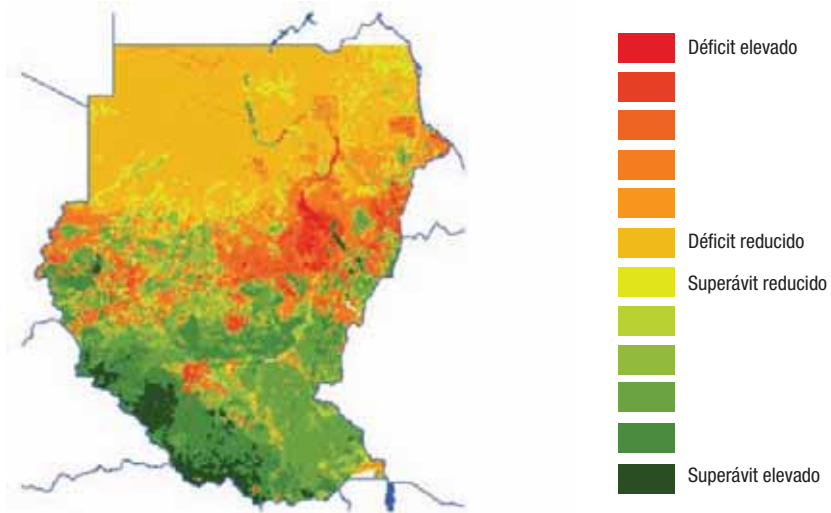 Déficit elevado
Déficit reducido
Superávit reducido
Superávit elevado